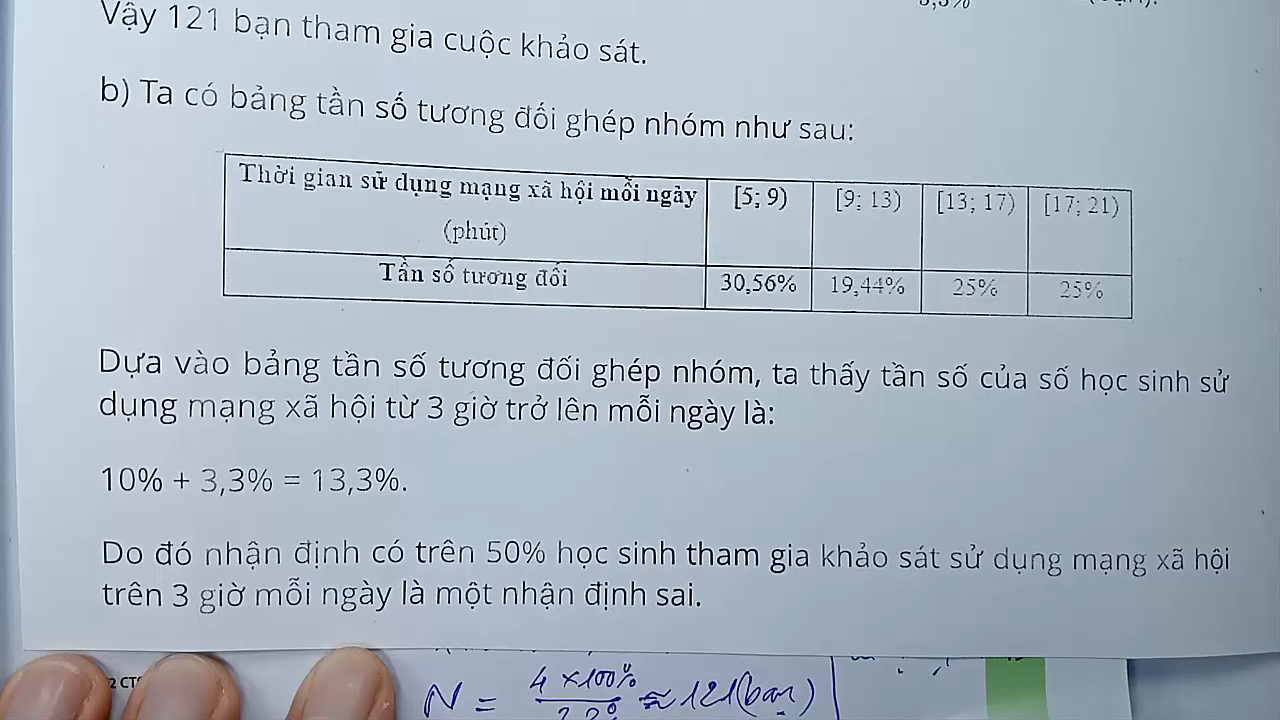 Vậy 121 bạn tham gia cuộc khảo sát.
b) Ta có bảng tần số tương đối ghép nhóm như sau:
Thời gian sử dụng mạng xã hội mỗi ngày (phút) [5; 9) [9; 13) [13; 17) [17; 21)
Tần số tương đối 30,56% 19,44% 25% 25%
Dựa vào bảng tần số tương đối ghép nhóm, ta thấy tần số của số học sinh sử
dụng mạng xã hội từ 3 giờ trở lên mỗi ngày là:
10% + 3,3% = 13,3%.
Do đó nhận định có trên 50% học sinh tham gia khảo sát sử dụng mạng xã hội
trên 3 giờ mỗi ngày là một nhận định sai.
N = 4 x 100% ≈ 121 (bạn)